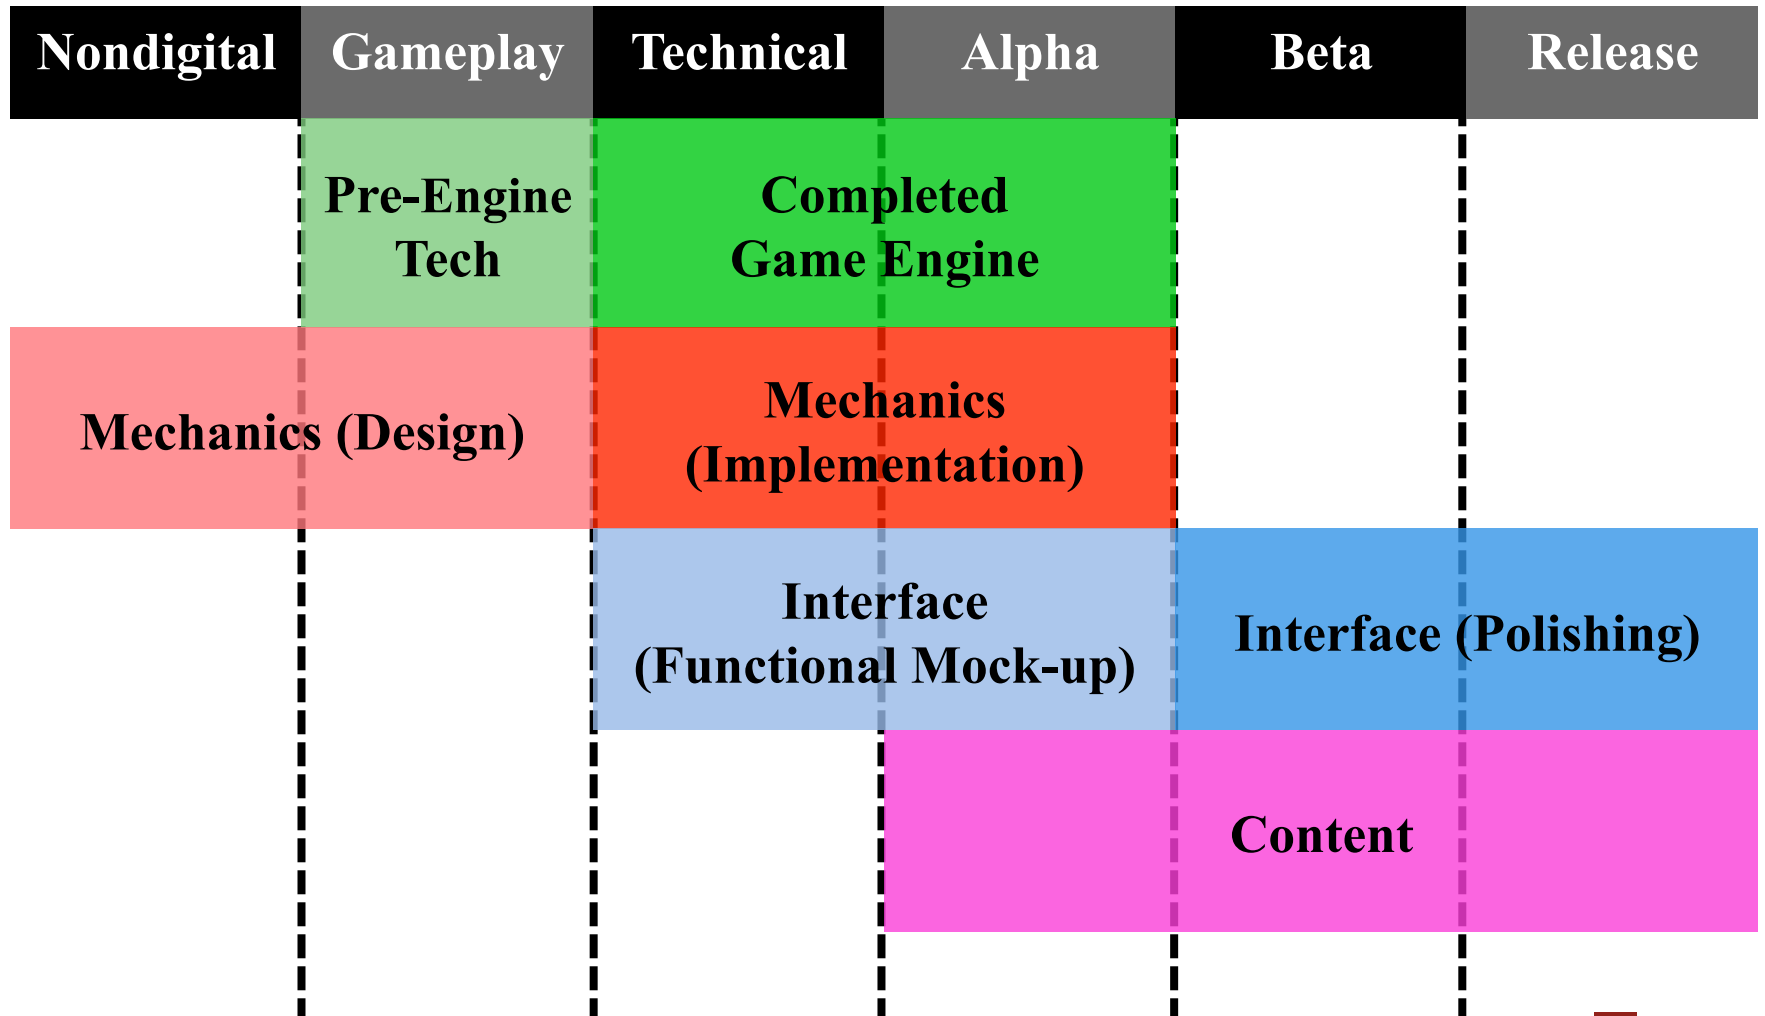 Nondigital Gameplay Technical Alpha Beta Release
Pre-Engine
Tech
Completed
Game Engine
Mechanics (Design)
Mechanics
(Implementation)
Interface
(Functional Mock-up)
Interface (Polishing)
Content